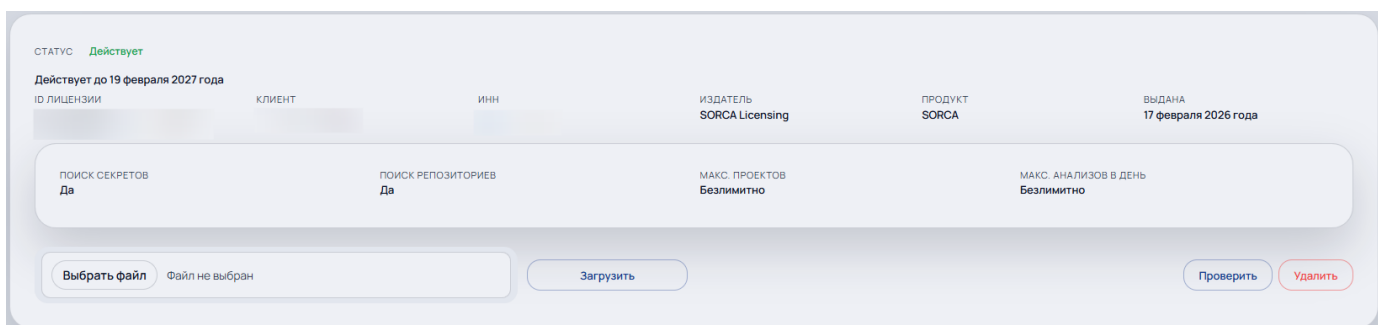 СТАТУС Действует
Действует до 19 февраля 2027 года
ID ЛИЦЕНЗИИ КЛИЕНТ ИНН ИЗДАТЕЛЬ ПРОДУКТ ВЫДАНА
SORCA Licensing SORCA 17 февраля 2026 года
ПОИСК СЕКРЕТОВ ПОИСК РЕПОЗИТОРИЕВ МАКС. ПРОЕКТОВ МАКС. АНАЛИЗОВ В ДЕНЬ
Да Да Безлимитно Безлимитно
Выбрать файл Файл не выбран Загрузить Проверить Удалить